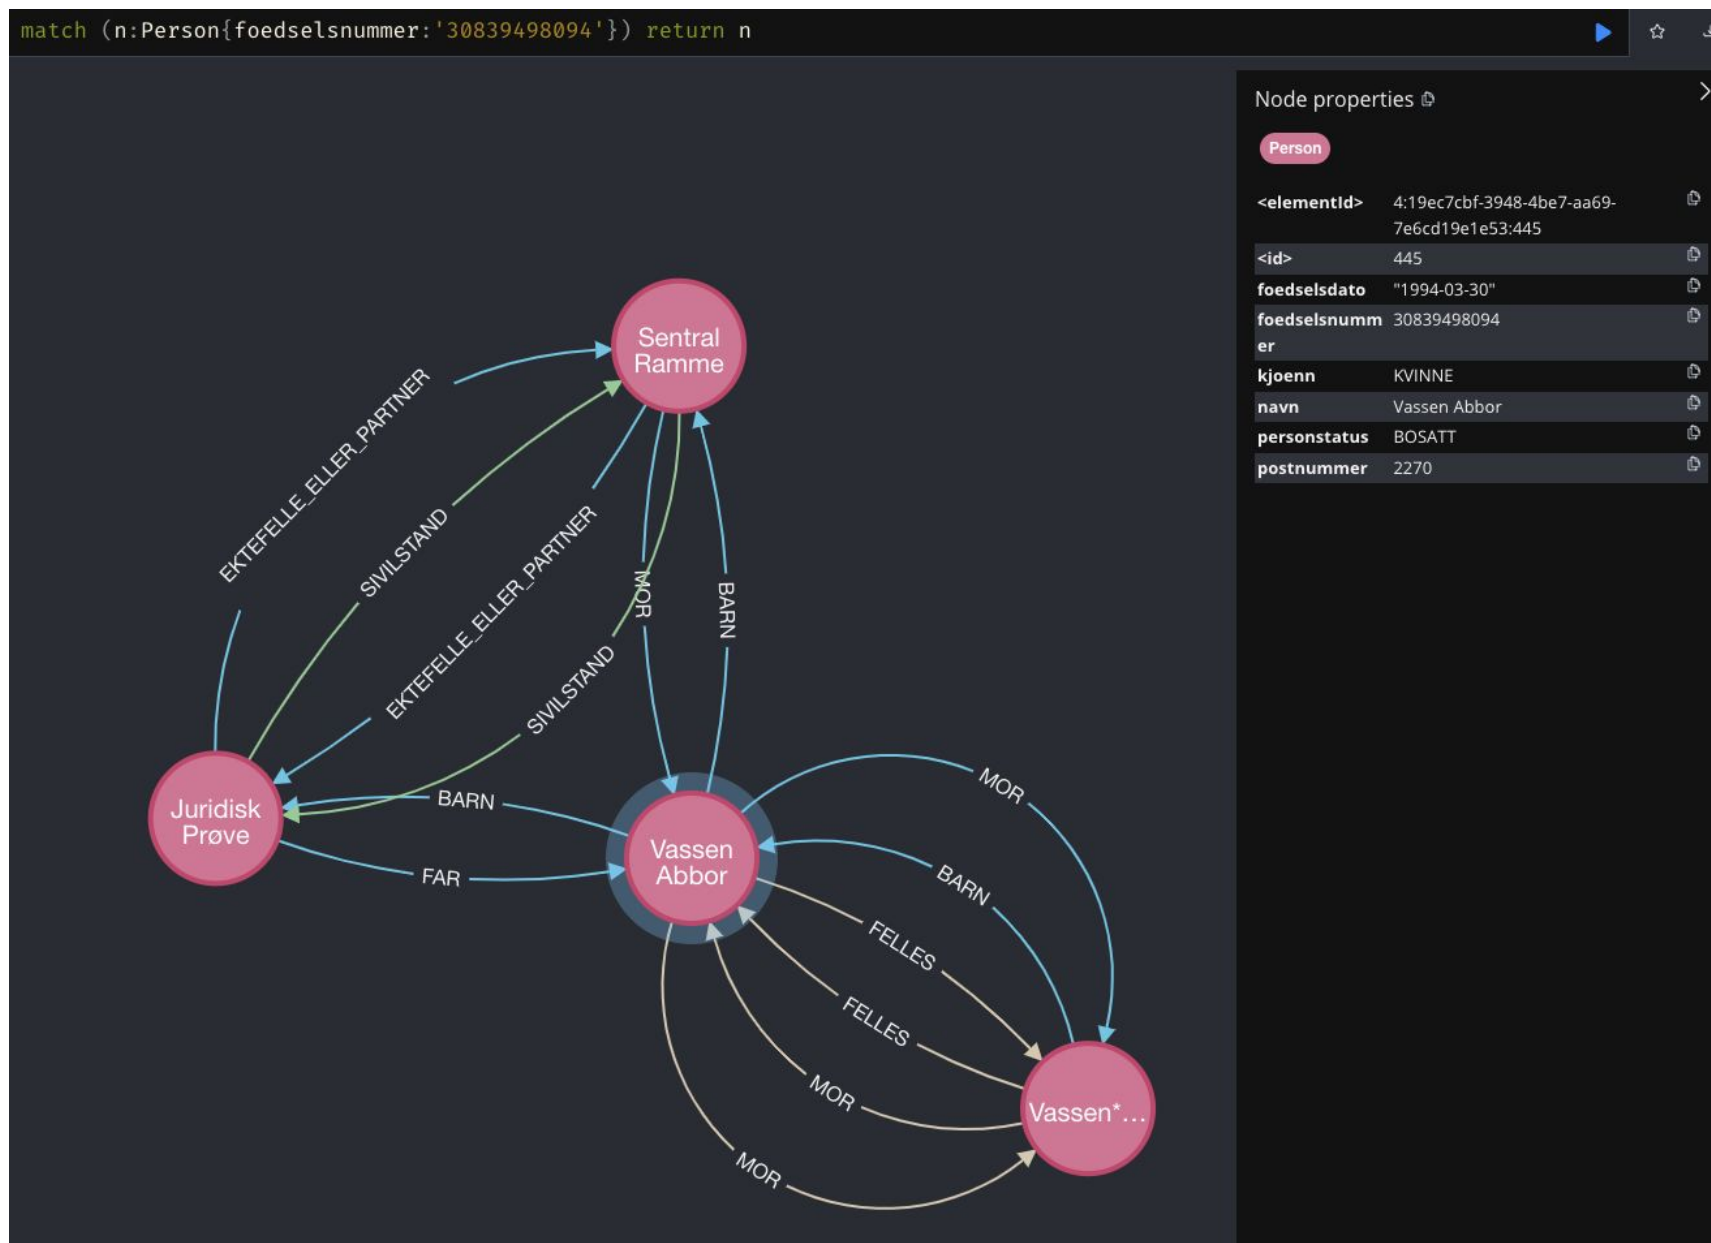 match (n:Person{foedselsnummer:'30839498094'}) return n
Node properties
Person
<elementId> 4:19ec7cbf-3948-4be7-aa69-
7e6cd19e1e53:445
<id> 445
foedselsdato "1994-03-30"
foedselsnumm 30839498094
er
kjoenn KVINNE
navn Vassen Abbor
personstatus BOSATT
postnummer 2270
Sentral
Ramme
EKTEFELLE_ELLER_PARTNER
SIVILSTAND
EKTEFELLE_ELLER_PARTNER
MOR
BARN
SIVILSTAND
Juridisk
Prøve
BARN
FAR
Vassen
Abbor
MOR
BARN
FELLES
FELLES
MOR
MOR
Vassen*...